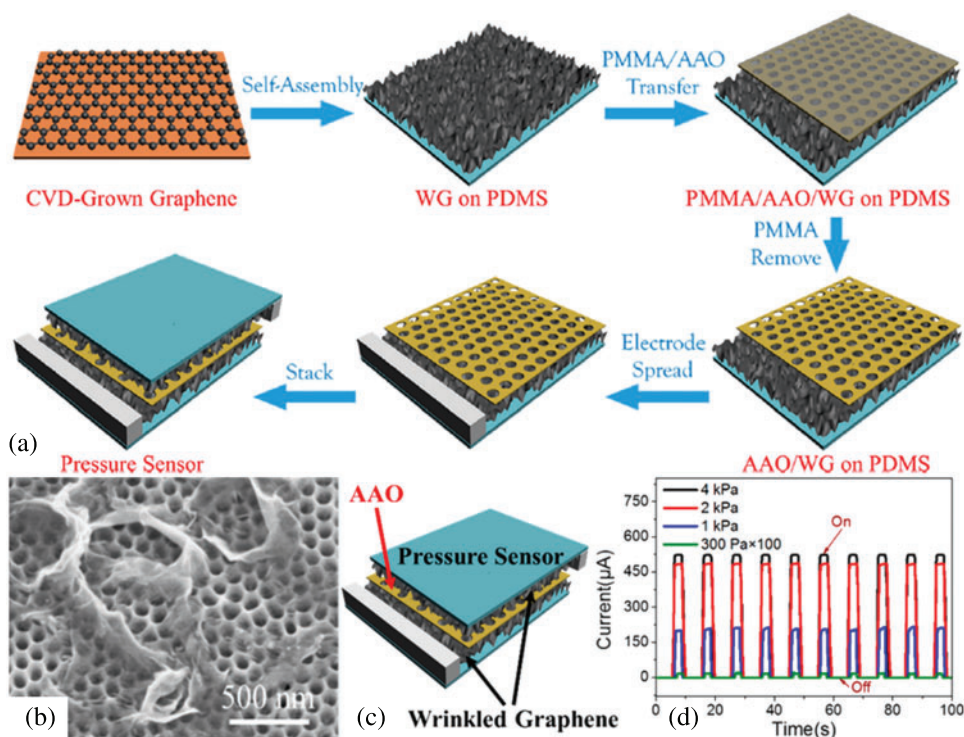 Self-Assembly
PMMA/AAO
Transfer
CVD-Grown Graphene
WG on PDMS
PMMA/AAO/WG on PDMS
PMMA
Remove
Stack
Electrode
Spread
(a)
Pressure Sensor
AAO/WG on PDMS
500 nm
(b)
AAO
Pressure Sensor
Wrinkled Graphene
(c)
4 kPa
2 kPa
1 kPa
300 Pa×100
On
Off
Current(μA)
750
600
450
300
150
0
0 20 40 60 80 100
Time(s)
(d)